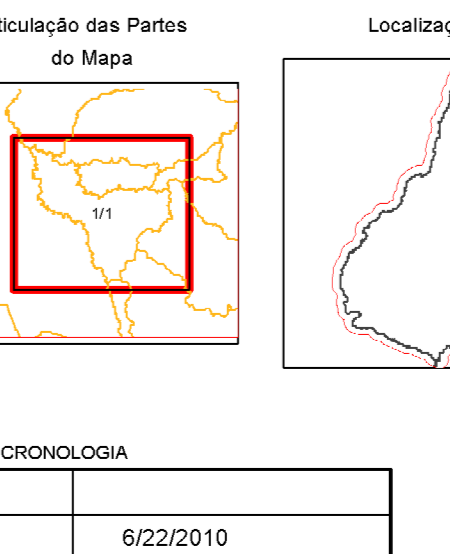 ticulação das Partes
do Mapa
Localizaç
1/1
CRONOLOGIA
6/22/2010